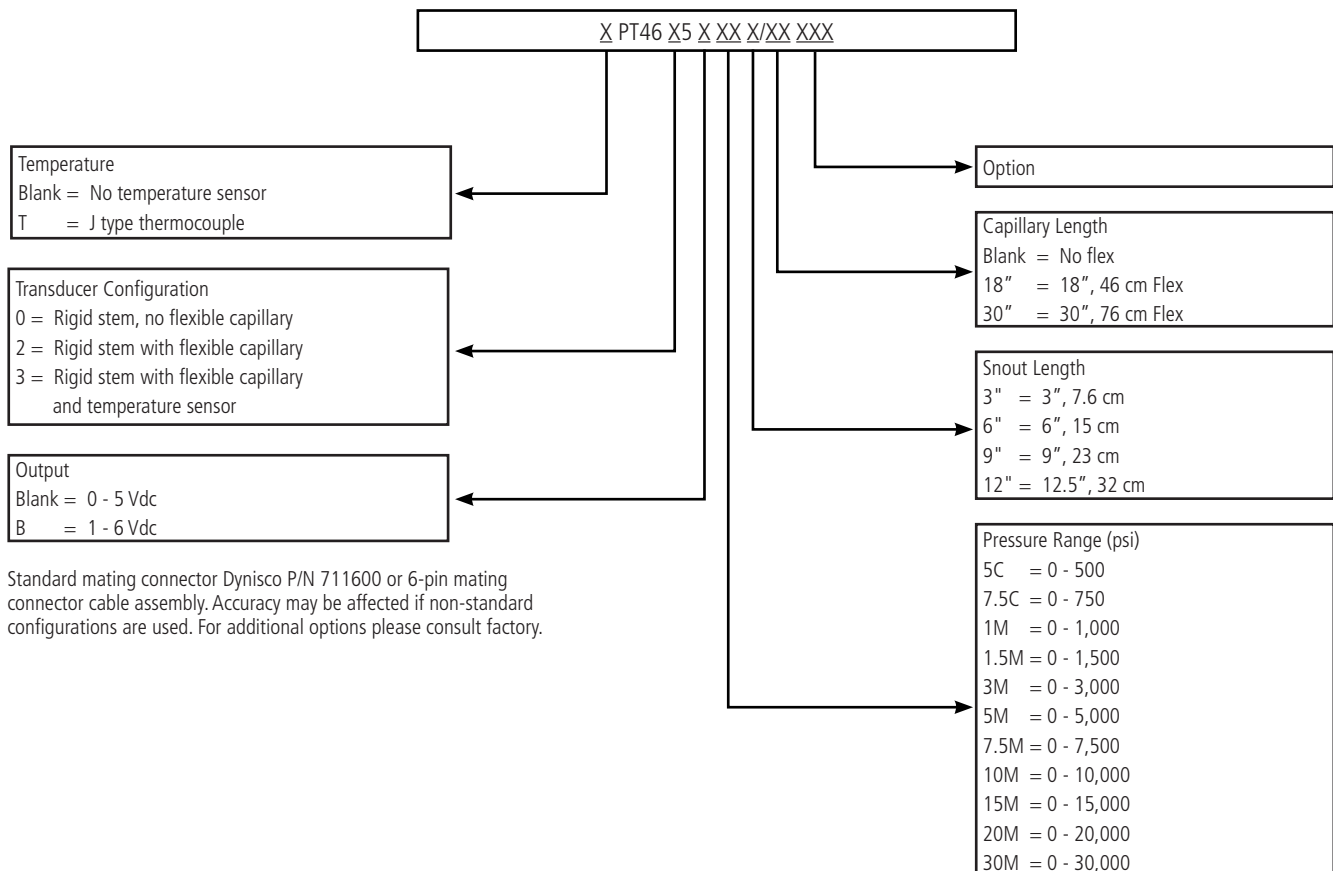 X PT46 X5 X XX X/XX XXX
Temperature
Blank = No temperature sensor
T = J type thermocouple
Transducer Configuration
0 = Rigid stem, no flexible capillary
2 = Rigid stem with flexible capillary
3 = Rigid stem with flexible capillary
and temperature sensor
Output
Blank = 0 - 5 Vdc
B = 1 - 6 Vdc
Standard mating connector Dynisco P/N 711600 or 6-pin mating
connector cable assembly. Accuracy may be affected if non-standard
configurations are used. For additional options please consult factory.
Option
Capillary Length
Blank = No flex
18” = 18”, 46 cm Flex
30” = 30”, 76 cm Flex
Snout Length
3" = 3”, 7.6 cm
6" = 6”, 15 cm
9" = 9”, 23 cm
12" = 12.5”, 32 cm
Pressure Range (psi)
5C = 0 - 500
7.5C = 0 - 750
1M = 0 - 1,000
1.5M = 0 - 1,500
3M = 0 - 3,000
5M = 0 - 5,000
7.5M = 0 - 7,500
10M = 0 - 10,000
15M = 0 - 15,000
20M = 0 - 20,000
30M = 0 - 30,000